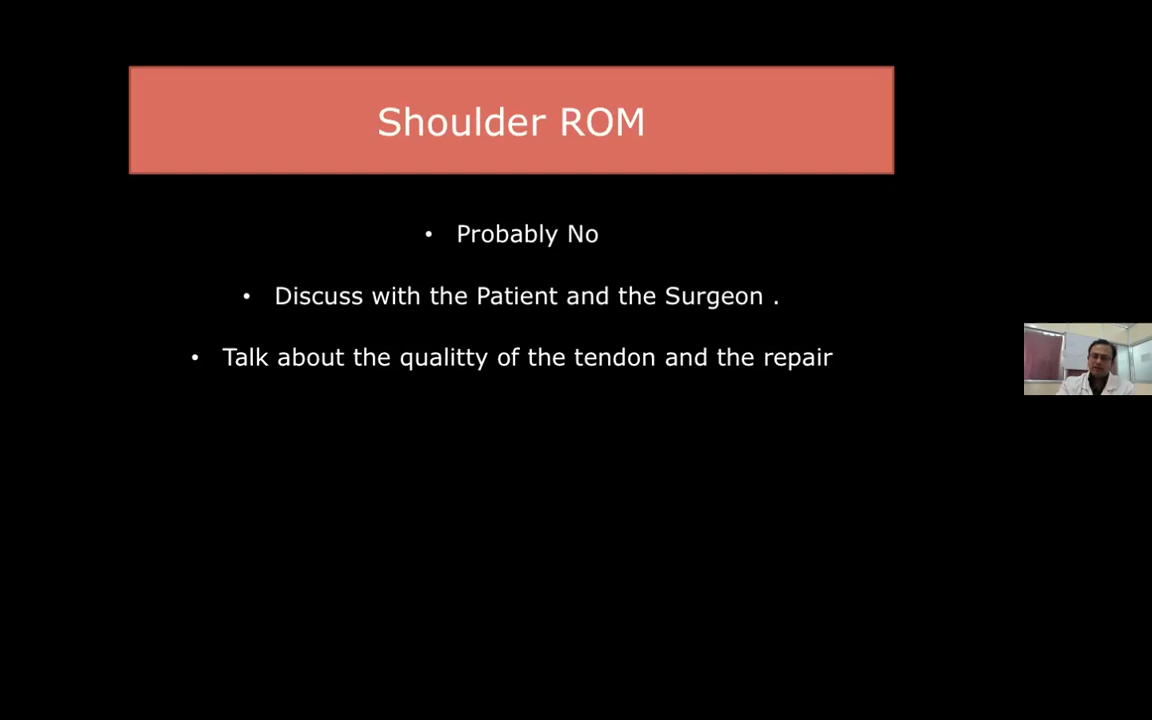 Shoulder ROM
• Probably No
• Discuss with the Patient and the Surgeon .
• Talk about the qualitty of the tendon and the repair